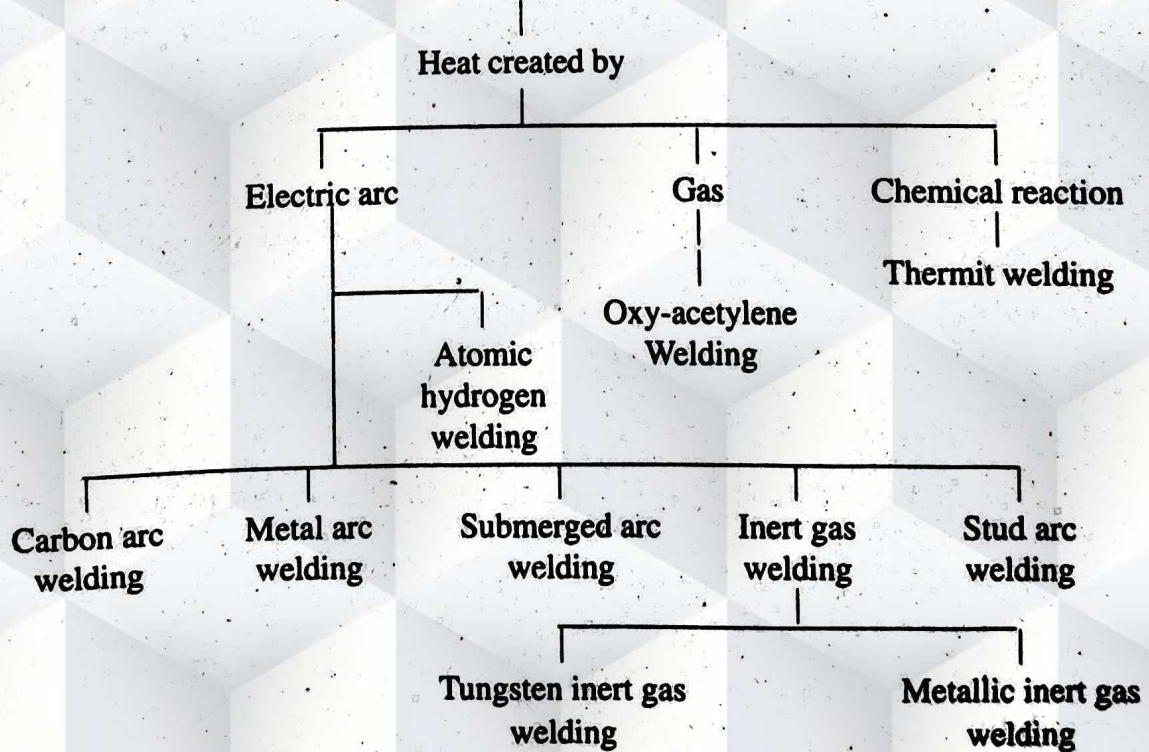 Heat created by
Electric arc
Gas
Chemical reaction
Thermit welding
Oxy-acetylene
Welding
Atomic
hydrogen
welding
Carbon arc
welding
Metal arc
welding
Submerged arc
welding
Inert gas
welding
Stud arc
welding
Tungsten inert gas
welding
Metallic inert gas
welding